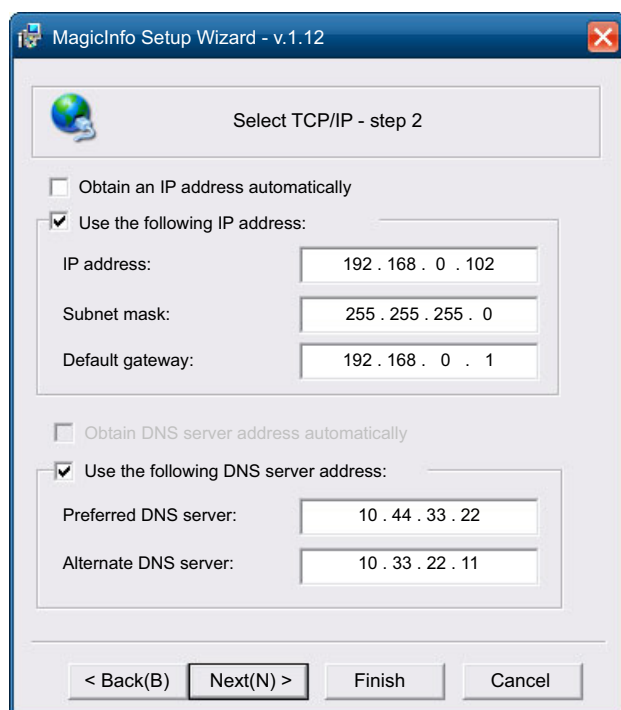 MagicInfo Setup Wizard - v.1.12
Select TCP/IP - step 2
Obtain an IP address automatically
Use the following IP address:
IP address: 192 . 168 . 0 . 102
Subnet mask: 255 . 255 . 255 . 0
Default gateway: 192 . 168 . 0 . 1
Obtain DNS server address automatically
Use the following DNS server address:
Preferred DNS server: 10 . 44 . 33 . 22
Alternate DNS server: 10 . 33 . 22 . 11
< Back(B) Next(N) > Finish Cancel